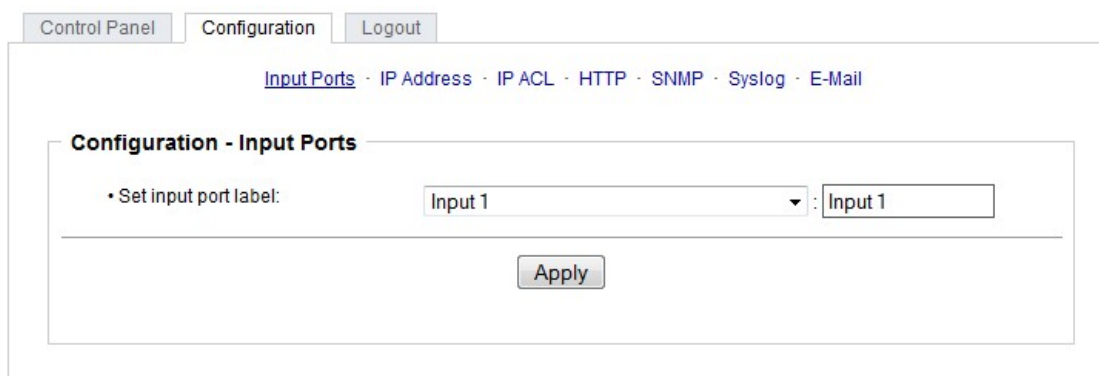 Control Panel Configuration Logout
Input Ports · IP Address · IP ACL · HTTP · SNMP · Syslog · E-Mail
Configuration - Input Ports
• Set input port label: Input 1 : Input 1
Apply